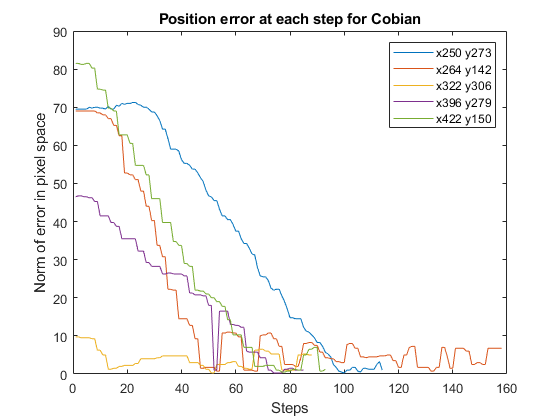 Position error at each step for Cobian
Norm of error in pixel space
90
80
70
60
50
40
30
20
10
0
x250 y273
x264 y142
x322 y306
x396 y279
x422 y150
0 20 40 60 80 100 120 140 160
Steps